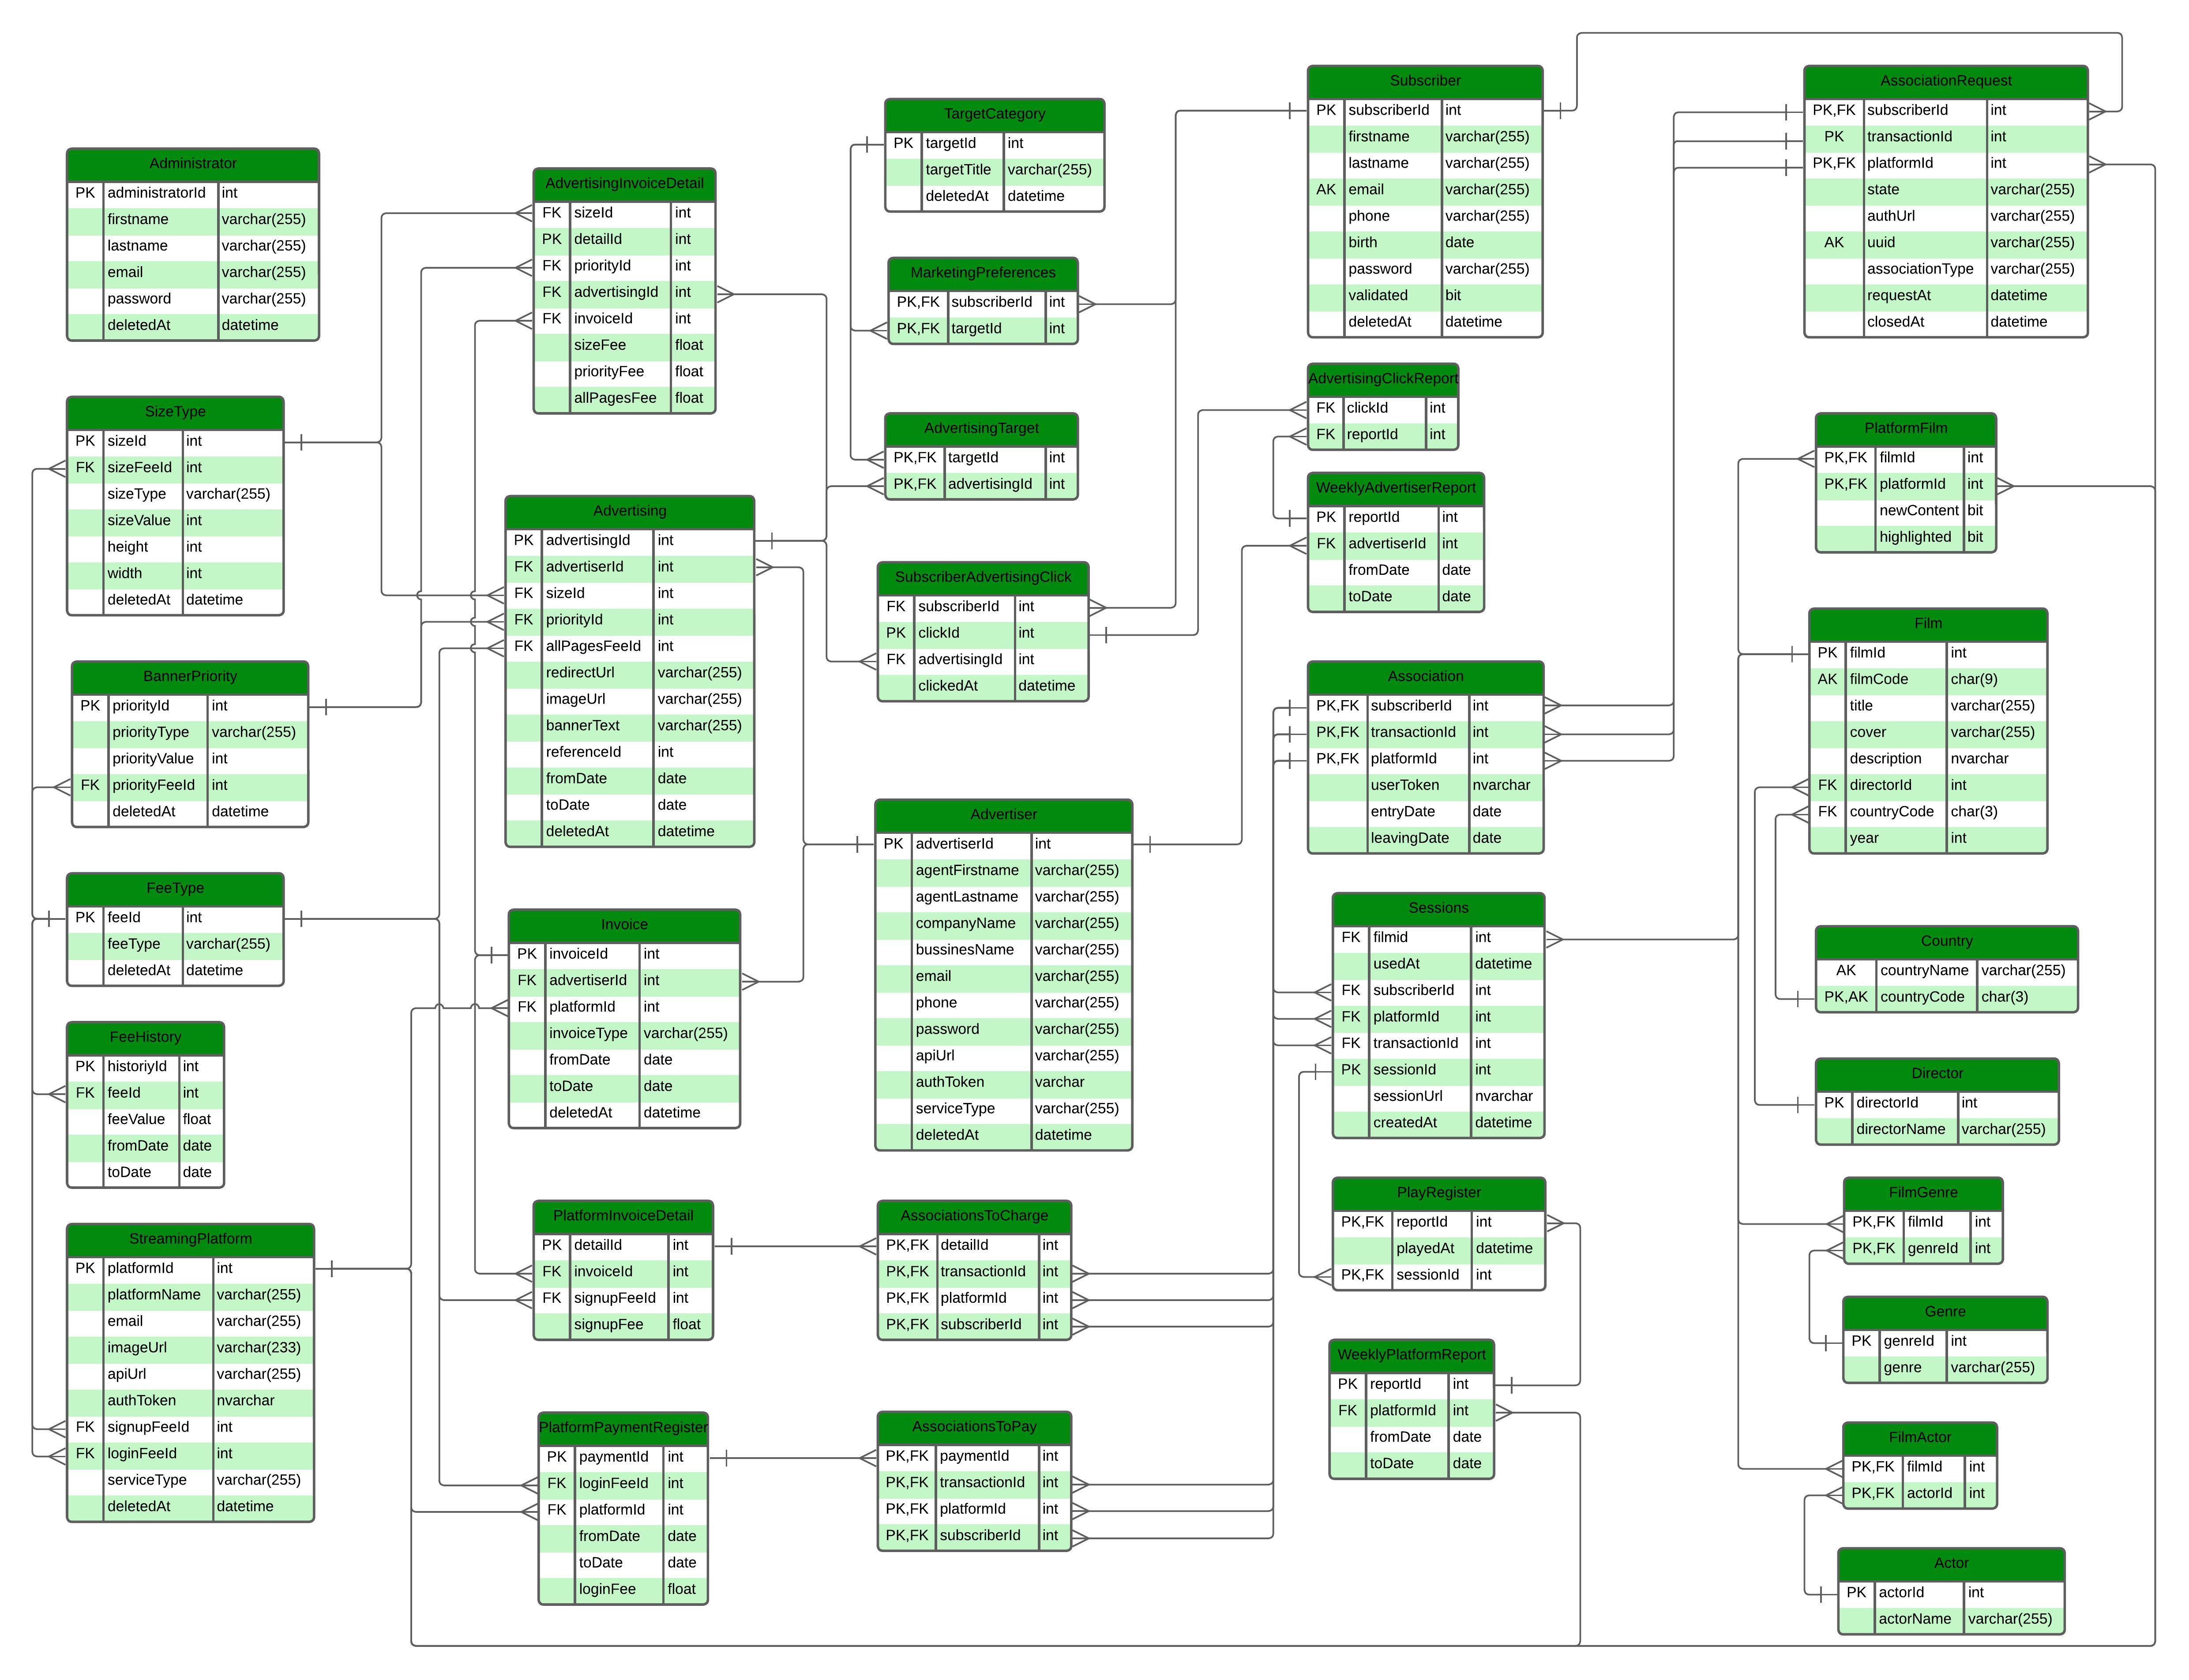 Administrator
PK administratorId int
firstname varchar(255)
lastname varchar(255)
email varchar(255)
password varchar(255)
deletedAt datetime
SizeType
PK sizeId int
FK sizeFeeId int
sizeType varchar(255)
sizeValue int
height int
width int
deletedAt datetime
BannerPriority
PK priorityId int
priorityType varchar(255)
priorityValue int
FK priorityFeeId int
deletedAt datetime
FeeType
PK feeId int
feeType varchar(255)
deletedAt datetime
FeeHistory
PK historiyId int
FK feeId int
feeValue float
fromDate date
toDate date
StreamingPlatform
PK platformId int
platformName varchar(255)
email varchar(255)
imageUrl varchar(233)
apiUrl varchar(255)
authToken nvarchar
FK signupFeeId int
FK loginFeeId int
serviceType varchar(255)
deletedAt datetime
AdvertisingInvoiceDetail
FK sizeId int
PK detailId int
FK priorityId int
FK advertisingId int
FK invoiceId int
sizeFee float
priorityFee float
allPagesFee float
Advertising
PK advertisingId int
FK advertiserId int
FK sizeId int
FK priorityId int
FK allPagesFeeId int
redirectUrl varchar(255)
imageUrl varchar(255)
bannerText varchar(255)
referenceId int
fromDate date
toDate date
deletedAt datetime
Invoice
PK invoiceId int
FK advertiserId int
FK platformId int
invoiceType varchar(255)
fromDate date
toDate date
deletedAt datetime
PlatformInvoiceDetail
PK detailId int
FK invoiceId int
FK signupFeeId int
signupFee float
PlatformPaymentRegister
PK paymentId int
FK loginFeeId int
FK platformId int
fromDate date
toDate date
loginFee float
TargetCategory
PK targetId int
targetTitle varchar(255)
deletedAt datetime
MarketingPreferences
PK,FK subscriberId int
PK,FK targetId int
AdvertisingTarget
PK,FK targetId int
PK,FK advertisingId int
SubscriberAdvertisingClick
FK subscriberId int
PK clickId int
FK advertisingId int
clickedAt datetime
Advertiser
PK advertiserId int
agentFirstname varchar(255)
agentLastname varchar(255)
companyName varchar(255)
bussinesName varchar(255)
email varchar(255)
phone varchar(255)
password varchar(255)
apiUrl varchar(255)
authToken varchar
serviceType varchar(255)
deletedAt datetime
AssociationsToCharge
PK,FK detailId int
PK,FK transactionId int
PK,FK platformId int
PK,FK subscriberId int
AssociationsToPay
PK,FK paymentId int
PK,FK transactionId int
PK,FK platformId int
PK,FK subscriberId int
Subscriber
PK subscriberId int
firstname varchar(255)
lastname varchar(255)
AK email varchar(255)
phone varchar(255)
birth date
password varchar(255)
validated bit
deletedAt datetime
AdvertisingClickReport
FK clickId int
FK reportId int
WeeklyAdvertiserReport
PK reportId int
FK advertiserId int
fromDate date
toDate date
Association
PK,FK subscriberId int
PK,FK transactionId int
PK,FK platformId int
userToken nvarchar
entryDate date
leavingDate date
Sessions
FK filmid int
usedAt datetime
FK subscriberId int
FK platformId int
FK transactionId int
PK sessionId int
sessionUrl nvarchar
createdAt datetime
PlayRegister
PK,FK reportId int
playedAt datetime
PK,FK sessionId int
WeeklyPlatformReport
PK reportId int
FK platformId int
fromDate date
toDate date
AssociationRequest
PK,FK subscriberId int
PK transactionId int
PK,FK platformId int
state varchar(255)
authUrl varchar(255)
AK uuid varchar(255)
associationType varchar(255)
requestAt datetime
closedAt datetime
PlatformFilm
PK,FK filmId int
PK,FK platformId int
newContent bit
highlighted bit
Film
PK filmId int
AK filmCode char(9)
title varchar(255)
cover varchar(255)
description nvarchar
FK directorId int
FK countryCode char(3)
year int
Country
AK countryName varchar(255)
PK,AK countryCode char(3)
Director
PK directorId int
directorName varchar(255)
FilmGenre
PK,FK filmId int
PK,FK genreId int
Genre
PK genreId int
genre varchar(255)
FilmActor
PK,FK filmId int
PK,FK actorId int
Actor
PK actorId int
actorName varchar(255)